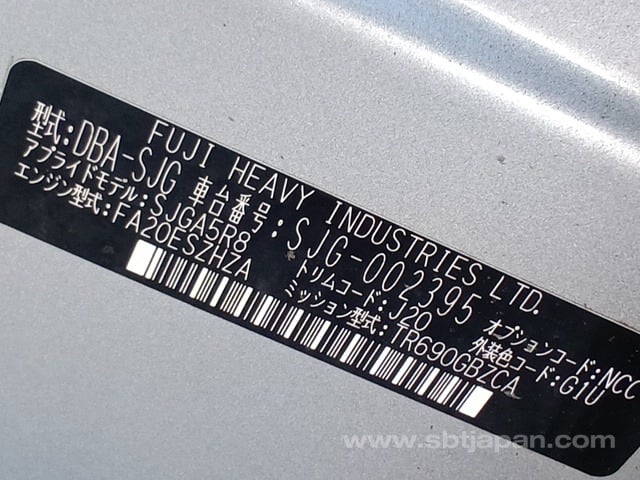 FUJI HEAVY INDUSTRIES LTD.
型式:DBA-SJG 車台番号:SJG-002395 オプションコード:NCC
アプライドモデル:SJGA5R8 トリムコード:J20 外装色コード:G1U
エンジン型式:FA20ESZHZA ミッション型式:TR690GBZCA
www.sbtjapan.com